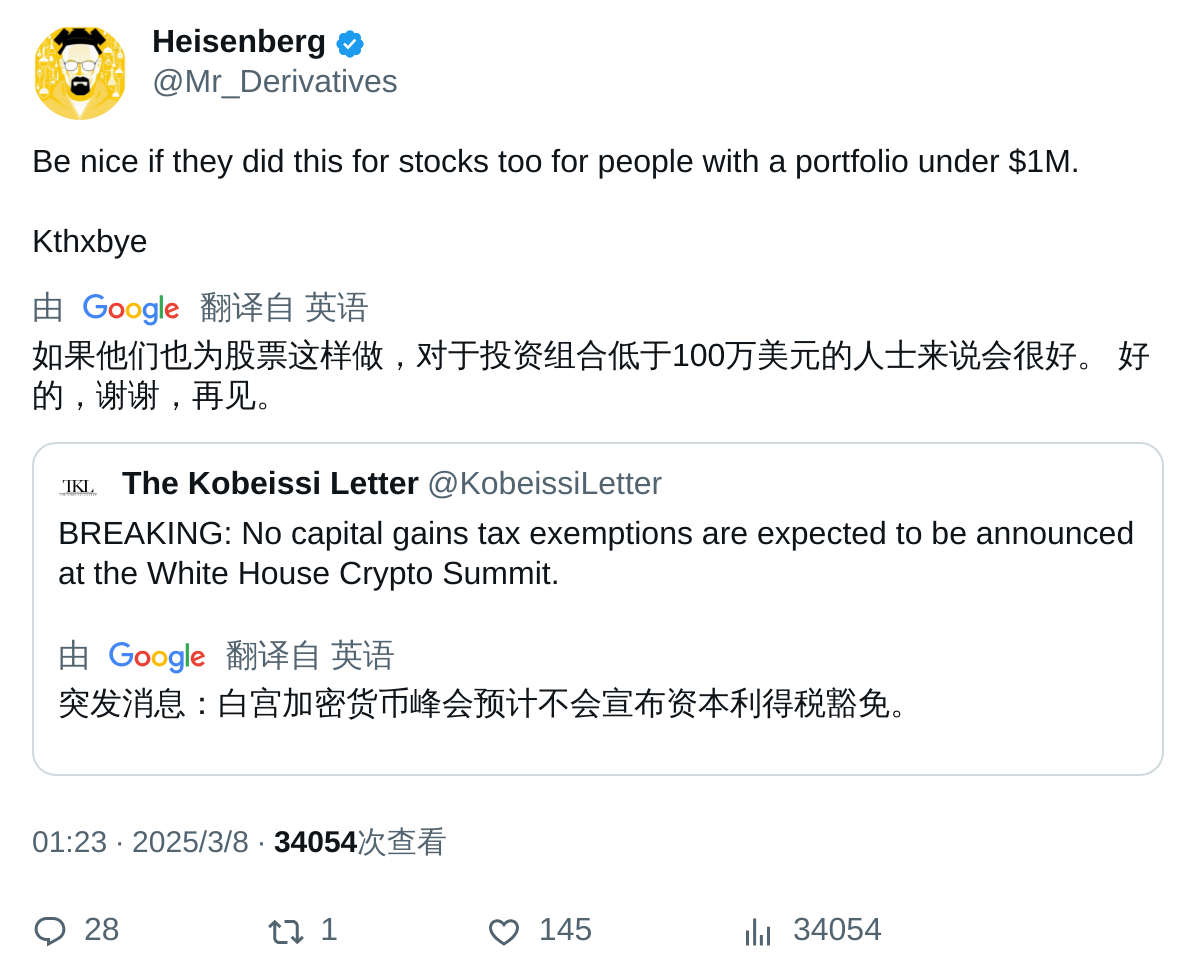 Heisenberg
@Mr_Derivatives
Be nice if they did this for stocks too for people with a portfolio under $1M.
Kthxbye
由 Google 翻译自 英语
如果他们也为股票这样做，对于投资组合低于100万美元的人士来说会很好。 好
的，谢谢，再见。
TKL The Kobeissi Letter @KobeissiLetter
BREAKING: No capital gains tax exemptions are expected to be announced
at the White House Crypto Summit.
由 Google 翻译自 英语
突发消息：白宫加密货币峰会预计不会宣布资本利得税豁免。
01:23 · 2025/3/8 · 34054次查看
28 1 145 34054